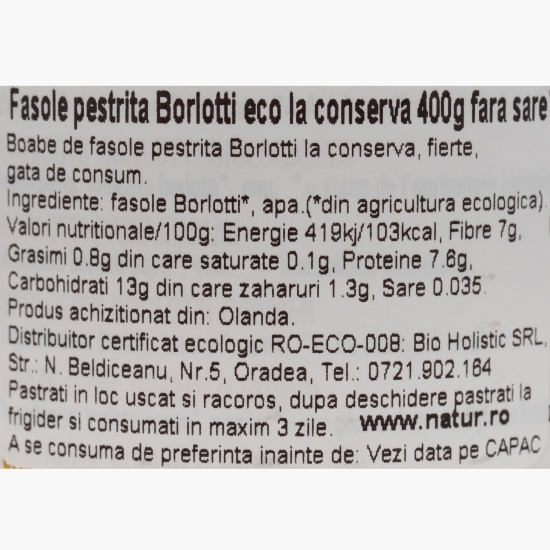 Fasole pestrita Borlotti eco la conserva 400g fara sare
Boabe de fasole pestrita Borlotti la conserva, fierte,
gata de consum.
Ingrediente: fasole Borlotti*, apa.(*din agricultura ecologica).
Valori nutritionale/100g: Energie 419kj/103kcal, Fibre 7g,
Grasimi 0.8g din care saturate 0.1g, Proteine 7.6g,
Carbohidrati 13g din care zaharuri 1.3g, Sare 0.035.
Produs achizitionat din: Olanda.
Distribuitor certificat ecologic RO-ECO-008: Bio Holistic SRL,
Str.: N. Beldiceanu, Nr.5, Oradea, Tel.: 0721.902.164
Pastrati in loc uscat si racoros, dupa deschidere pastrati la
frigider si consumati in maxim 3 zile. www.natur.ro
A se consuma de preferinta inainte de: Vezi data pe CAPAC